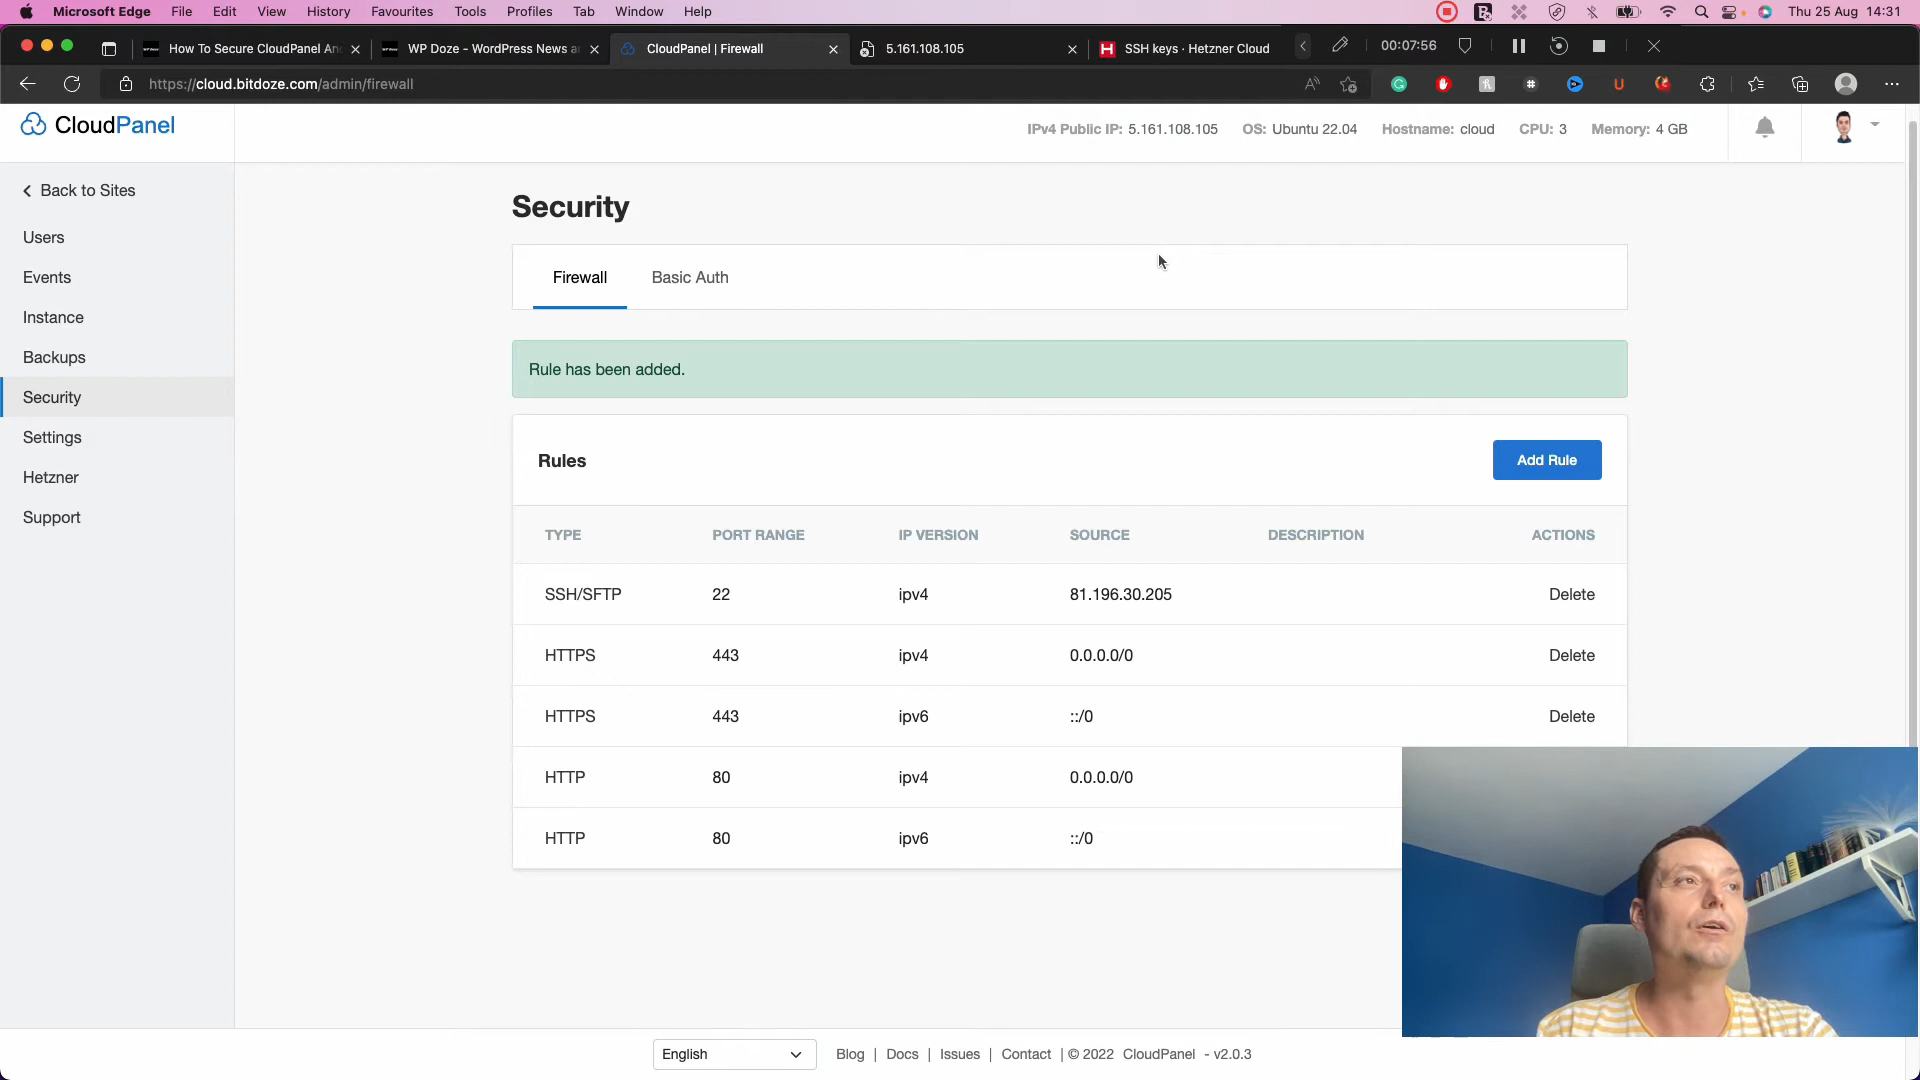 Microsoft Edge File Edit View History Favourites Tools Profiles Tab Window Help Thu 25 Aug 14:31
How To Secure CloudPanel An WP Doze - WordPress News a CloudPanel | Firewall 5.161.108.105 SSH keys · Hetzner Cloud 00:07:56
https://cloud.bitdoze.com/admin/firewall
CloudPanel
IPv4 Public IP: 5.161.108.105 OS: Ubuntu 22.04 Hostname: cloud CPU: 3 Memory: 4 GB
Back to Sites
Users
Events
Instance
Backups
Security
Settings
Hetzner
Support
Security
Firewall Basic Auth
Rule has been added.
Rules Add Rule
TYPE PORT RANGE IP VERSION SOURCE DESCRIPTION ACTIONS
SSH/SFTP 22 ipv4 81.196.30.205 Delete
HTTPS 443 ipv4 0.0.0.0/0 Delete
HTTPS 443 ipv6 ::/0 Delete
HTTP 80 ipv4 0.0.0.0/0
HTTP 80 ipv6 ::/0
English Blog | Docs | Issues | Contact | © 2022 CloudPanel - v2.0.3